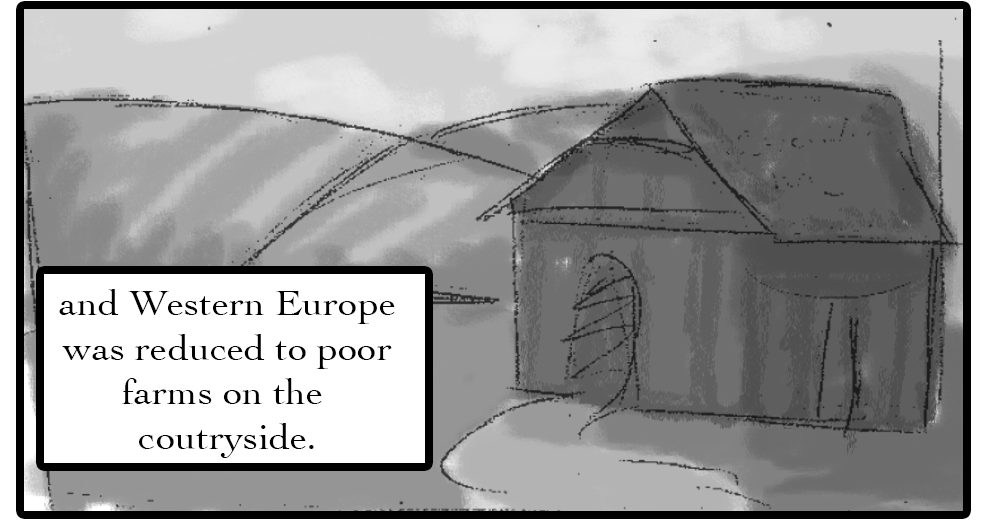 and Western Europe
was reduced to poor
farms on the
coutryside.